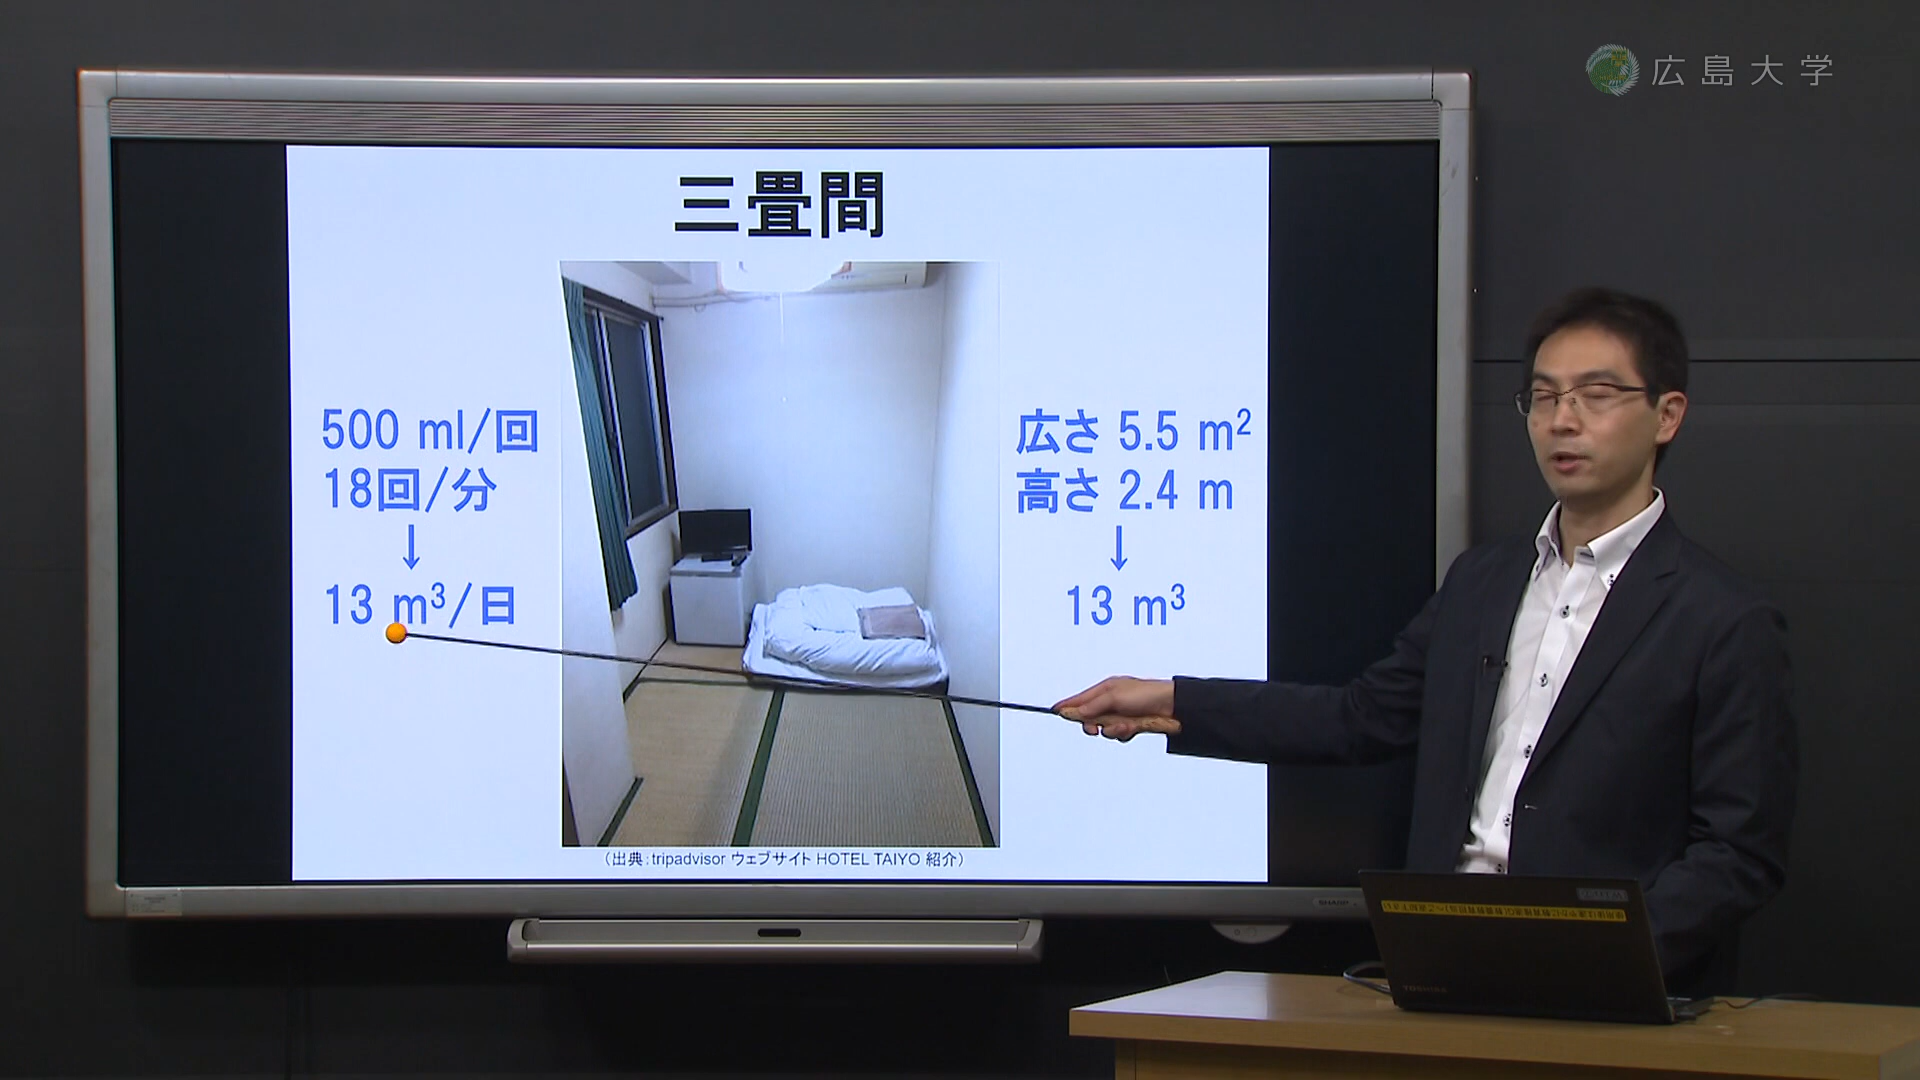 広島大学
三畳間
500 ml/回
18回/分
↓
13 m³/日
広さ 5.5 m²
高さ 2.4 m
↓
13 m³
（出典：tripadvisor ウェブサイト HOTEL TAIYO 紹介）
SHARP
TOSHIBA